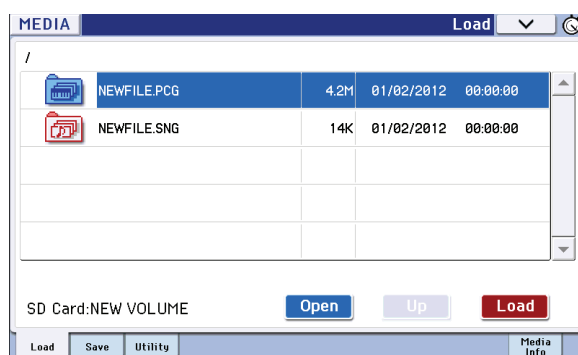 MEDIA Load
/
NEWFILE.PCG 4.2M 01/02/2012 00:00:00
NEWFILE.SNG 14K 01/02/2012 00:00:00
SD Card:NEW VOLUME Open Up Load
Load Save Utility Media Info